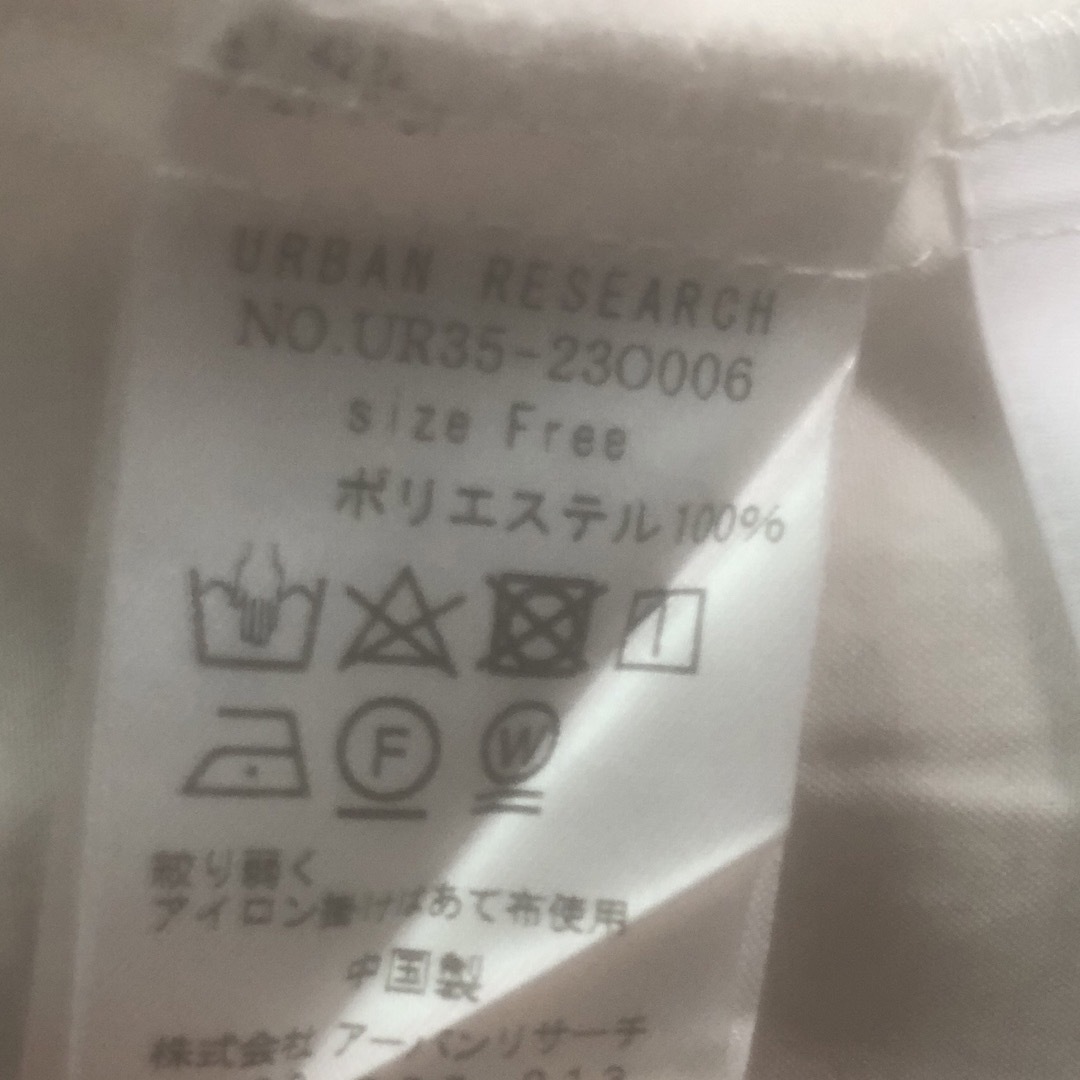 URBAN RESEARCH
NO.UR35-230006
size Free
ポリエステル100%
F
W
絞り弱く
アイロン掛けはあて布使用
中国製
株式会社 アーバンリサーチ